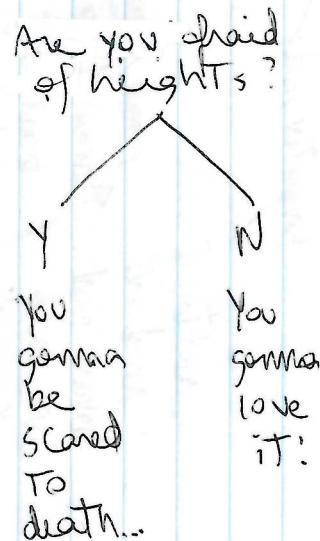 Are you afraid
of heights?
Y
N
You
gonna
be
scared
To
death...
You
gonna
love
it!